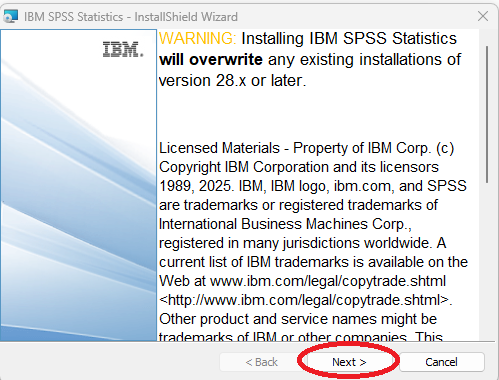 IBM SPSS Statistics - InstallShield Wizard
IBM.
WARNING: Installing IBM SPSS Statistics
will overwrite any existing installations of
version 28.x or later.
Licensed Materials - Property of IBM Corp. (c)
Copyright IBM Corporation and its licensors
1989, 2025. IBM, IBM logo, ibm.com, and SPSS
are trademarks or registered trademarks of
International Business Machines Corp.,
registered in many jurisdictions worldwide. A
current list of IBM trademarks is available on the
Web at www.ibm.com/legal/copytrade.shtml
<http://www.ibm.com/legal/copytrade.shtml>.
Other product and service names might be
trademarks of IBM or other companies. This
< Back
Next >
Cancel